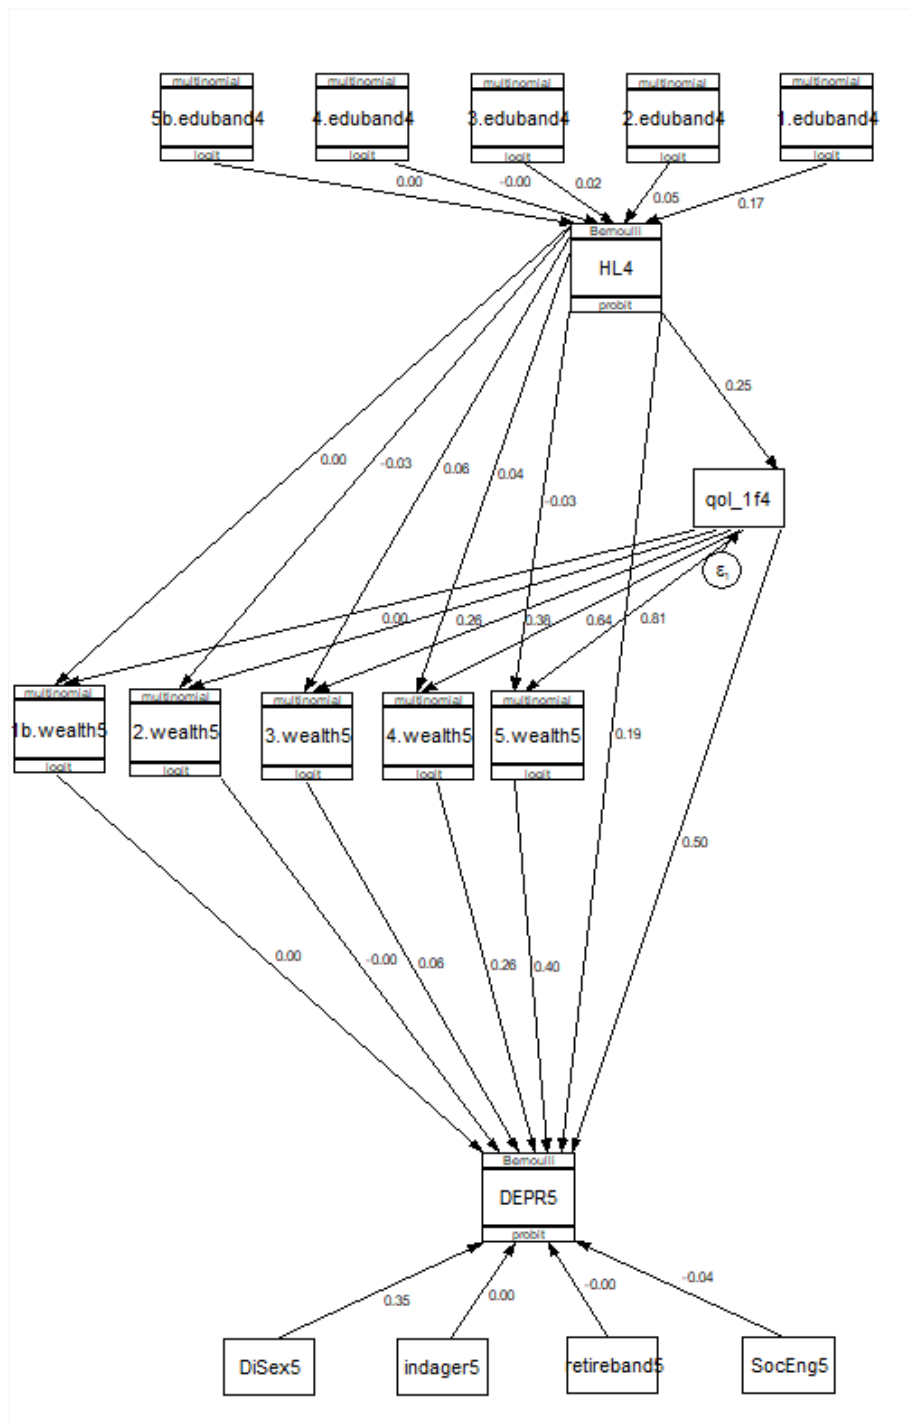 multinomial multinomial multinomial multinomial multinomial
5b.eduband4 4.eduband4 3.eduband4 2.eduband4 1.eduband4
logit logit logit logit logit
0.00 -0.00 0.02 0.05 0.17
Bernoulli
HL4
probit
0.25
0.00 -0.03 0.06 0.04 -0.03
qol_1f4
ε1
0.00 0.26 0.38 0.64 0.81
multinomial multinomial multinomial multinomial multinomial
1b.wealth5 2.wealth5 3.wealth5 4.wealth5 5.wealth5
logit logit logit logit logit
0.19
0.50
0.00 -0.00 0.06 0.26 0.40
Bernoulli
DEPR5
probit
0.35 0.00 -0.00 -0.04
DiSex5 indager5 retireband5 SocEng5